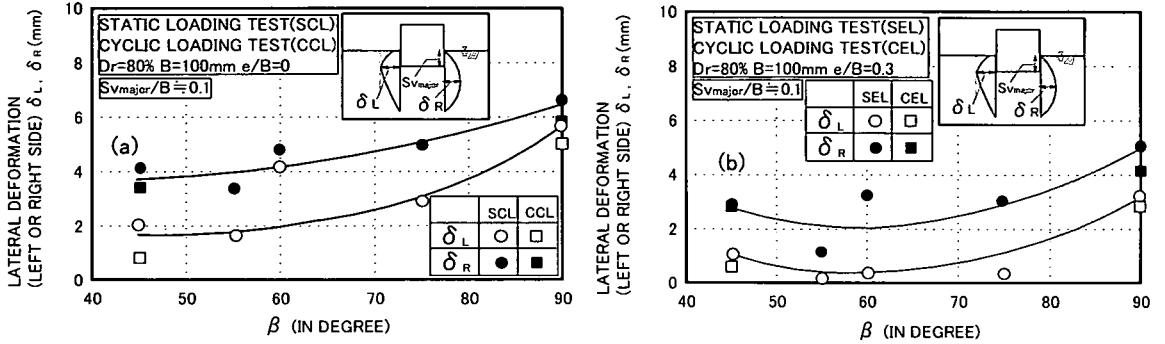 STATIC LOADING TEST(SCL)
CYCLIC LOADING TEST(CCL)
Dr=80% B=100mm e/B=0
Svmajor/B≒0.1
Svmajor
δL
δR
(a)
SCL CCL
δL
δR
LATERAL DEFORMATION
(LEFT OR RIGHT SIDE) δL, δR (mm)
10
8
6
4
2
0
40 50 60 70 80 90
β (IN DEGREE)
STATIC LOADING TEST(SEL)
CYCLIC LOADING TEST(CEL)
Dr=80% B=100mm e/B=0.3
Svmajor/B≒0.1
Svmajor
δL
δR
SEL CEL
δL
δR
(b)
LATERAL DEFORMATION
(LEFT OR RIGHT SIDE) δL, δR (mm)
10
8
6
4
2
0
40 50 60 70 80 90
β (IN DEGREE)